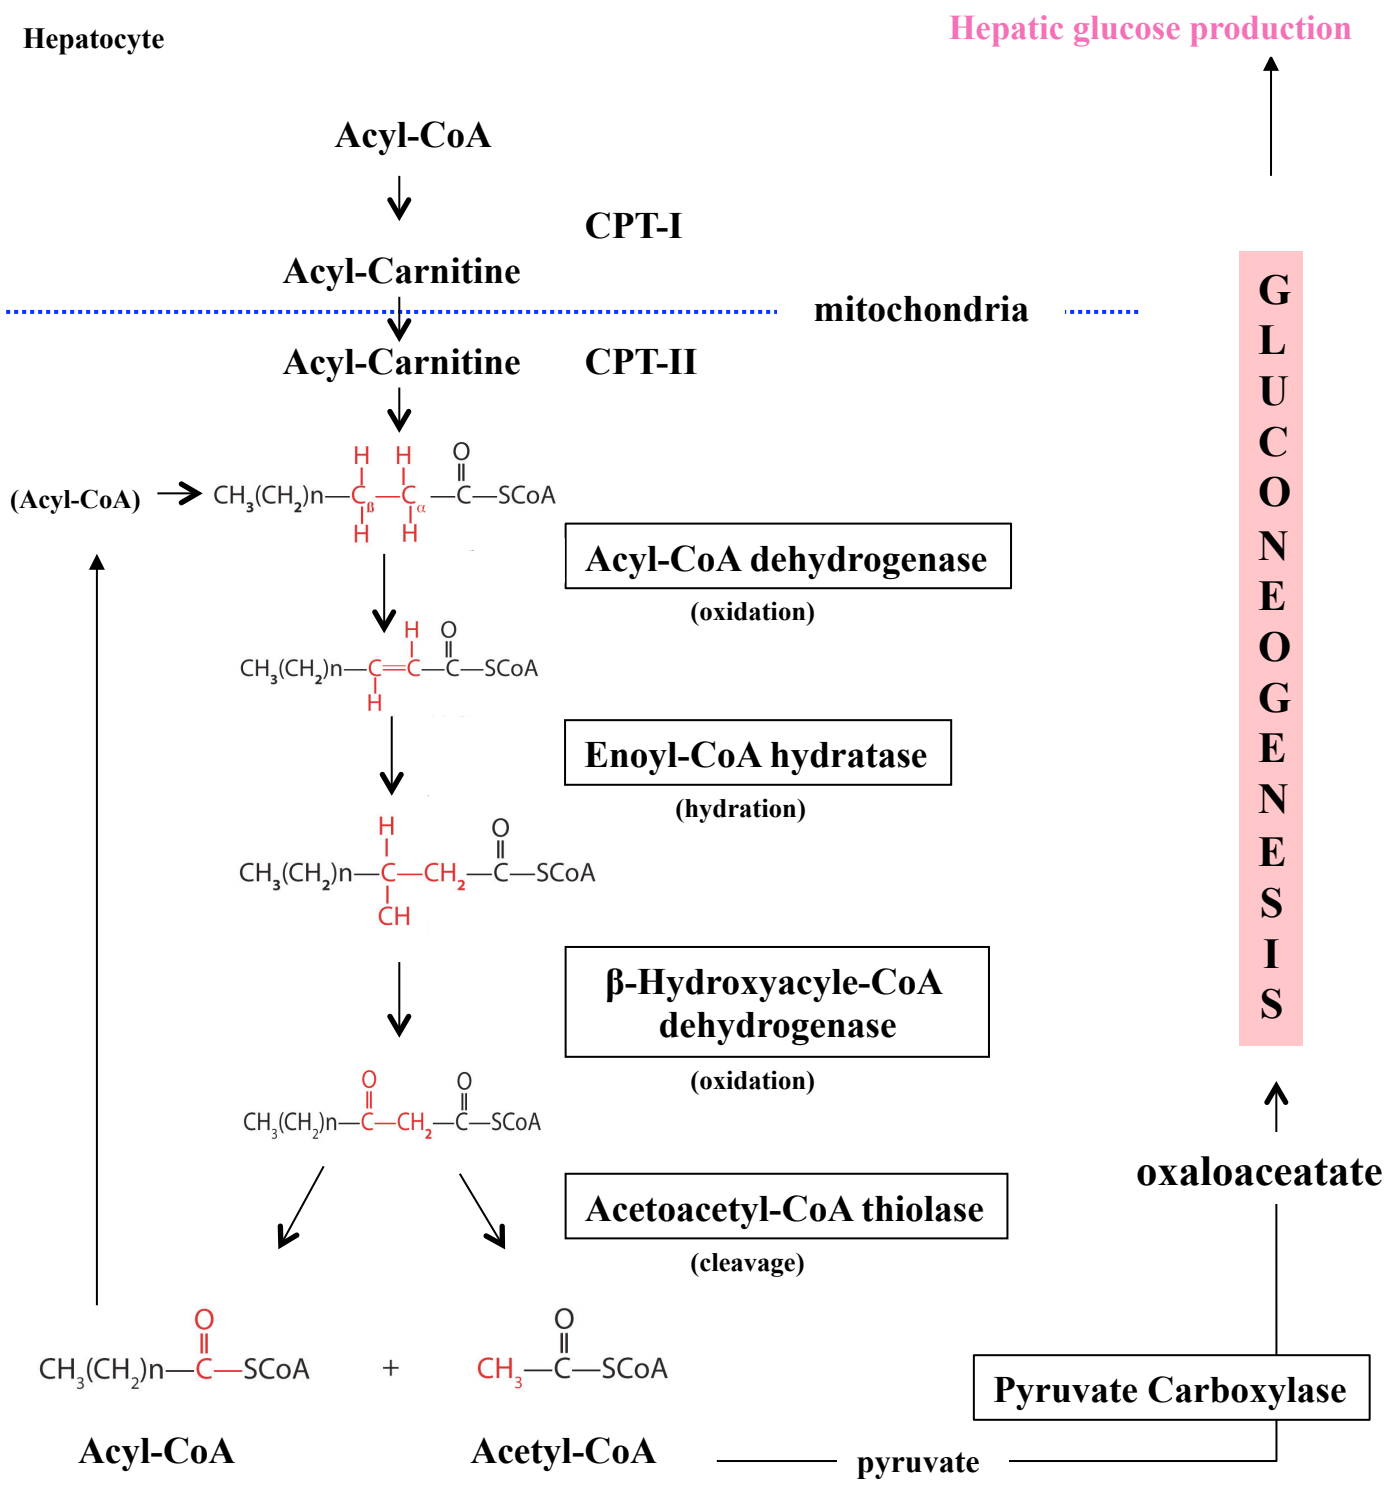 Hepatocyte
Hepatic glucose production
Acyl-CoA
CPT-I
Acyl-Carnitine
mitochondria
Acyl-Carnitine
CPT-II
H H O
(Acyl-CoA)
CH3(CH2)n—Cß—Cα—C—SCoA
H H
Acyl-CoA dehydrogenase
(oxidation)
H O
CH3(CH2)n—C=C—C—SCoA
H
Enoyl-CoA hydratase
(hydration)
H O
CH3(CH2)n—C—CH2—C—SCoA
CH
β-Hydroxyacyle-CoA
dehydrogenase
(oxidation)
O O
CH3(CH2)n—C—CH2—C—SCoA
Acetoacetyl-CoA thiolase
(cleavage)
O O
CH3(CH2)n—C—SCoA + CH3—C—SCoA
Acyl-CoA
Acetyl-CoA
pyruvate
Pyruvate Carboxylase
oxaloaceatate
G
L
U
C
O
N
E
O
G
E
N
E
S
I
S